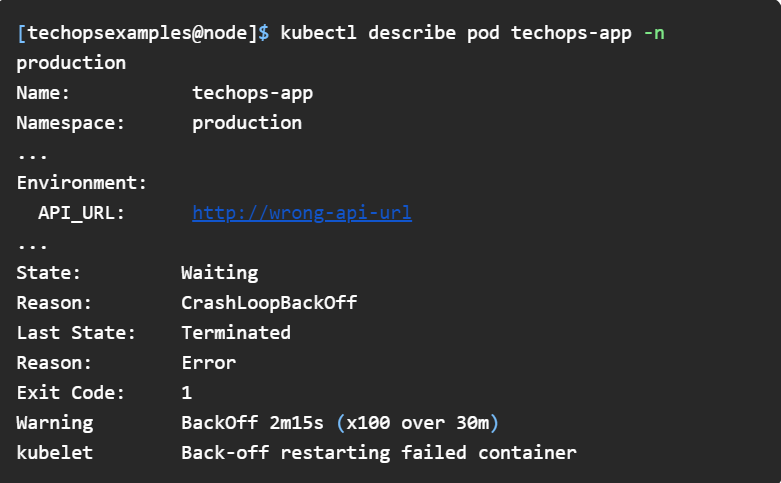 [techopsexamples@node]$ kubectl describe pod techops-app -n
production
Name: techops-app
Namespace: production
...
Environment:
API_URL: http://wrong-api-url
...
State: Waiting
Reason: CrashLoopBackOff
Last State: Terminated
Reason: Error
Exit Code: 1
Warning BackOff 2m15s (x100 over 30m)
kubelet Back-off restarting failed container